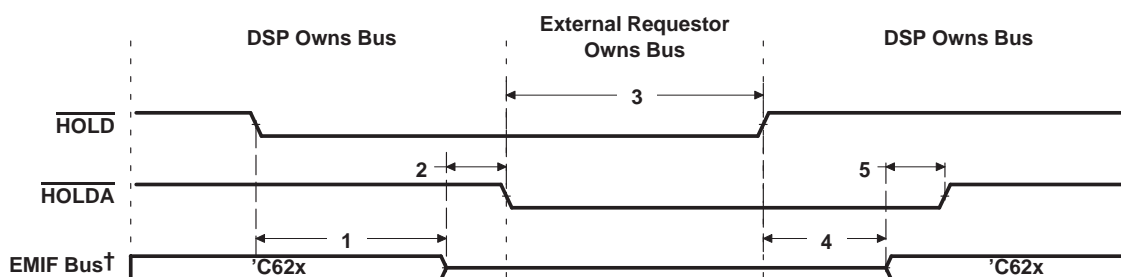 External Requestor
DSP Owns Bus
Owns Bus
DSP Owns Bus
3
HOLD
2
5
HOLDA
1
4
EMIF Bus†
’C62x
’C62x